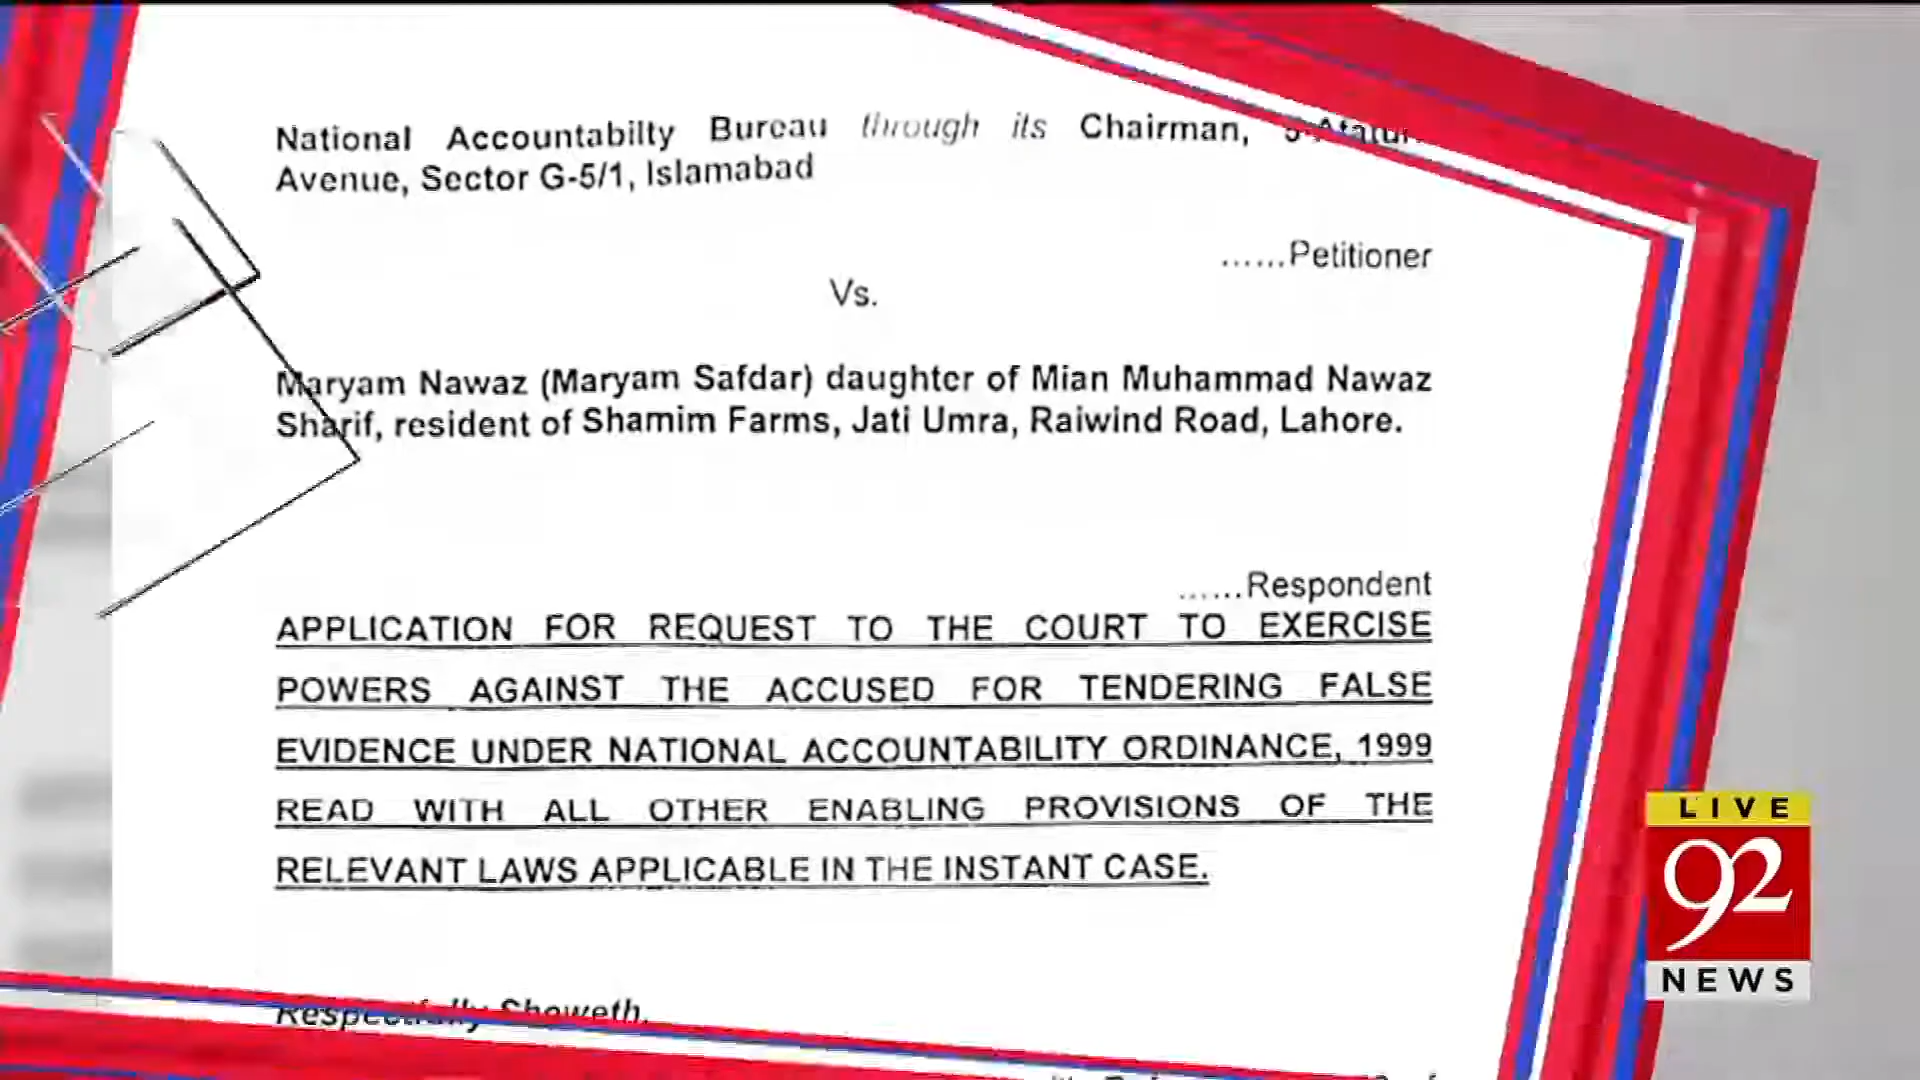 National Accountabilty Bureau through its Chairman,
Avenue, Sector G-5/1, Islamabad
......Petitioner
Vs.
Maryam Nawaz (Maryam Safdar) daughter of Mian Muhammad Nawaz
Sharif, resident of Shamim Farms, Jati Umra, Raiwind Road, Lahore.
......Respondent
APPLICATION FOR REQUEST TO THE COURT TO EXERCISE
POWERS AGAINST THE ACCUSED FOR TENDERING FALSE
EVIDENCE UNDER NATIONAL ACCOUNTABILITY ORDINANCE, 1999
READ WITH ALL OTHER ENABLING PROVISIONS OF THE
RELEVANT LAWS APPLICABLE IN THE INSTANT CASE.
Respectfully Showeth,
LIVE
92
NEWS